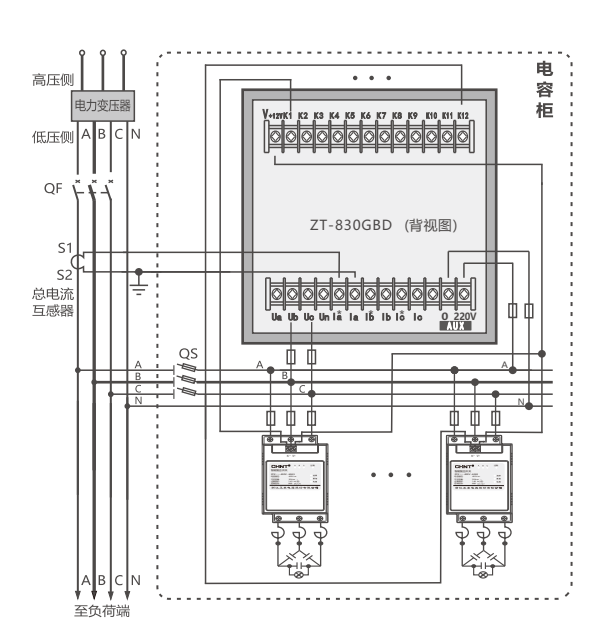 电容柜
高压侧
电力变压器
低压侧
A B C N
QF
V+12V K1 K2 K3 K4 K5 K6 K7 K8 K9 K10 K11 K12
ZT-830GBD (背视图)
S1
S2
总电流
互感器
Ua Ub Uc Un Ia* Ia Ib* Ib Ic* Ic 0 220V
AUX
QS
A
B
C
N
A
B
C
A
N
CHNT
CHNT
A B C N
至负荷端